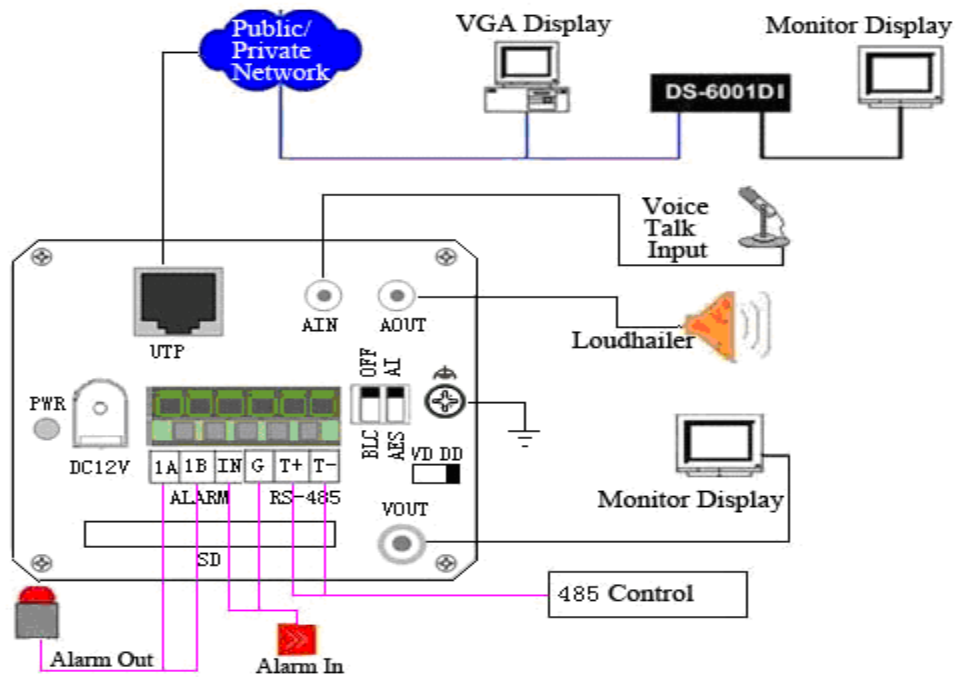 Public/
Private
Network
VGA Display
Monitor Display
DS-6001DI
Voice
Talk
Input
AIN
AOUT
UTP
Loudhailer
PWR
DC12V
OFF
AI
BLC
AES
VD DD
1A 1B IN G T+ T-
ALARM
RS-485
VOUT
Monitor Display
SD
485 Control
Alarm Out
Alarm In